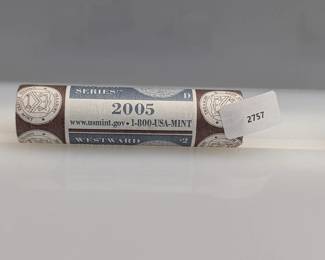 SERIES D
2005
www.usmint.gov • 1-800-USA-MINT
WESTWARD $2
2757